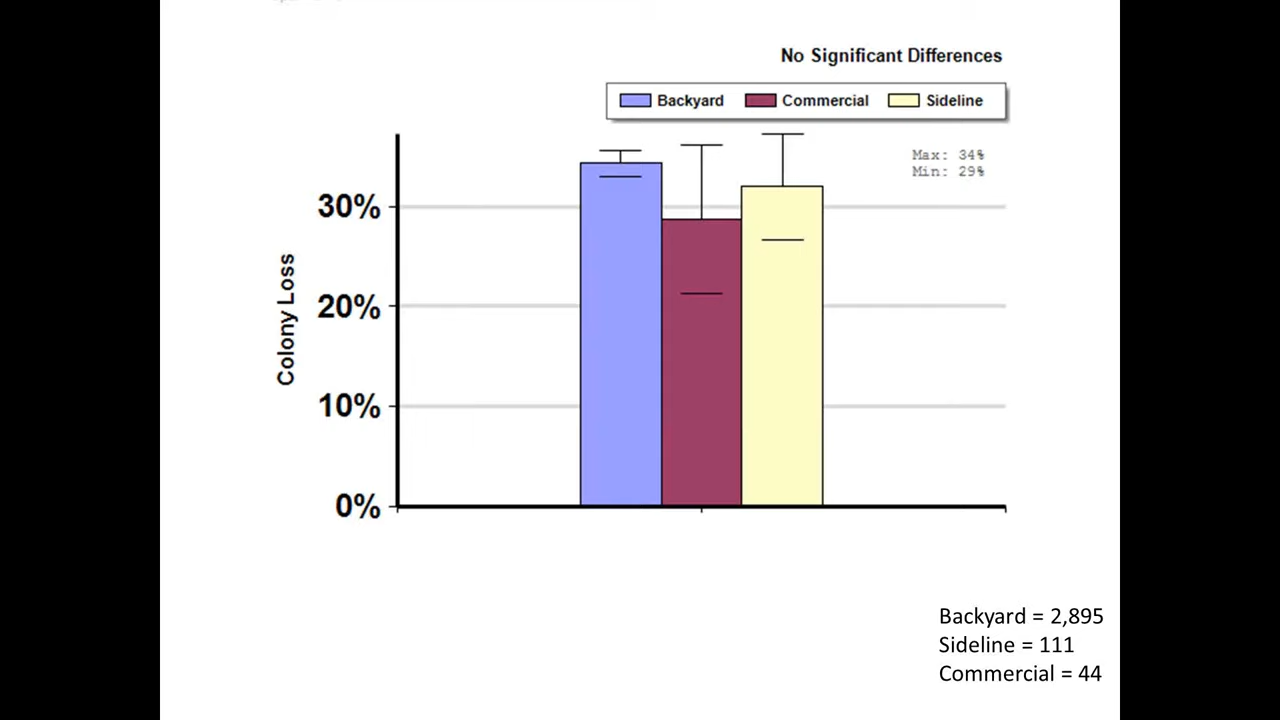 No Significant Differences
Backyard Commercial Sideline
Max: 34%
Min: 29%
30%
20%
10%
0%
Colony Loss
Backyard = 2,895
Sideline = 111
Commercial = 44